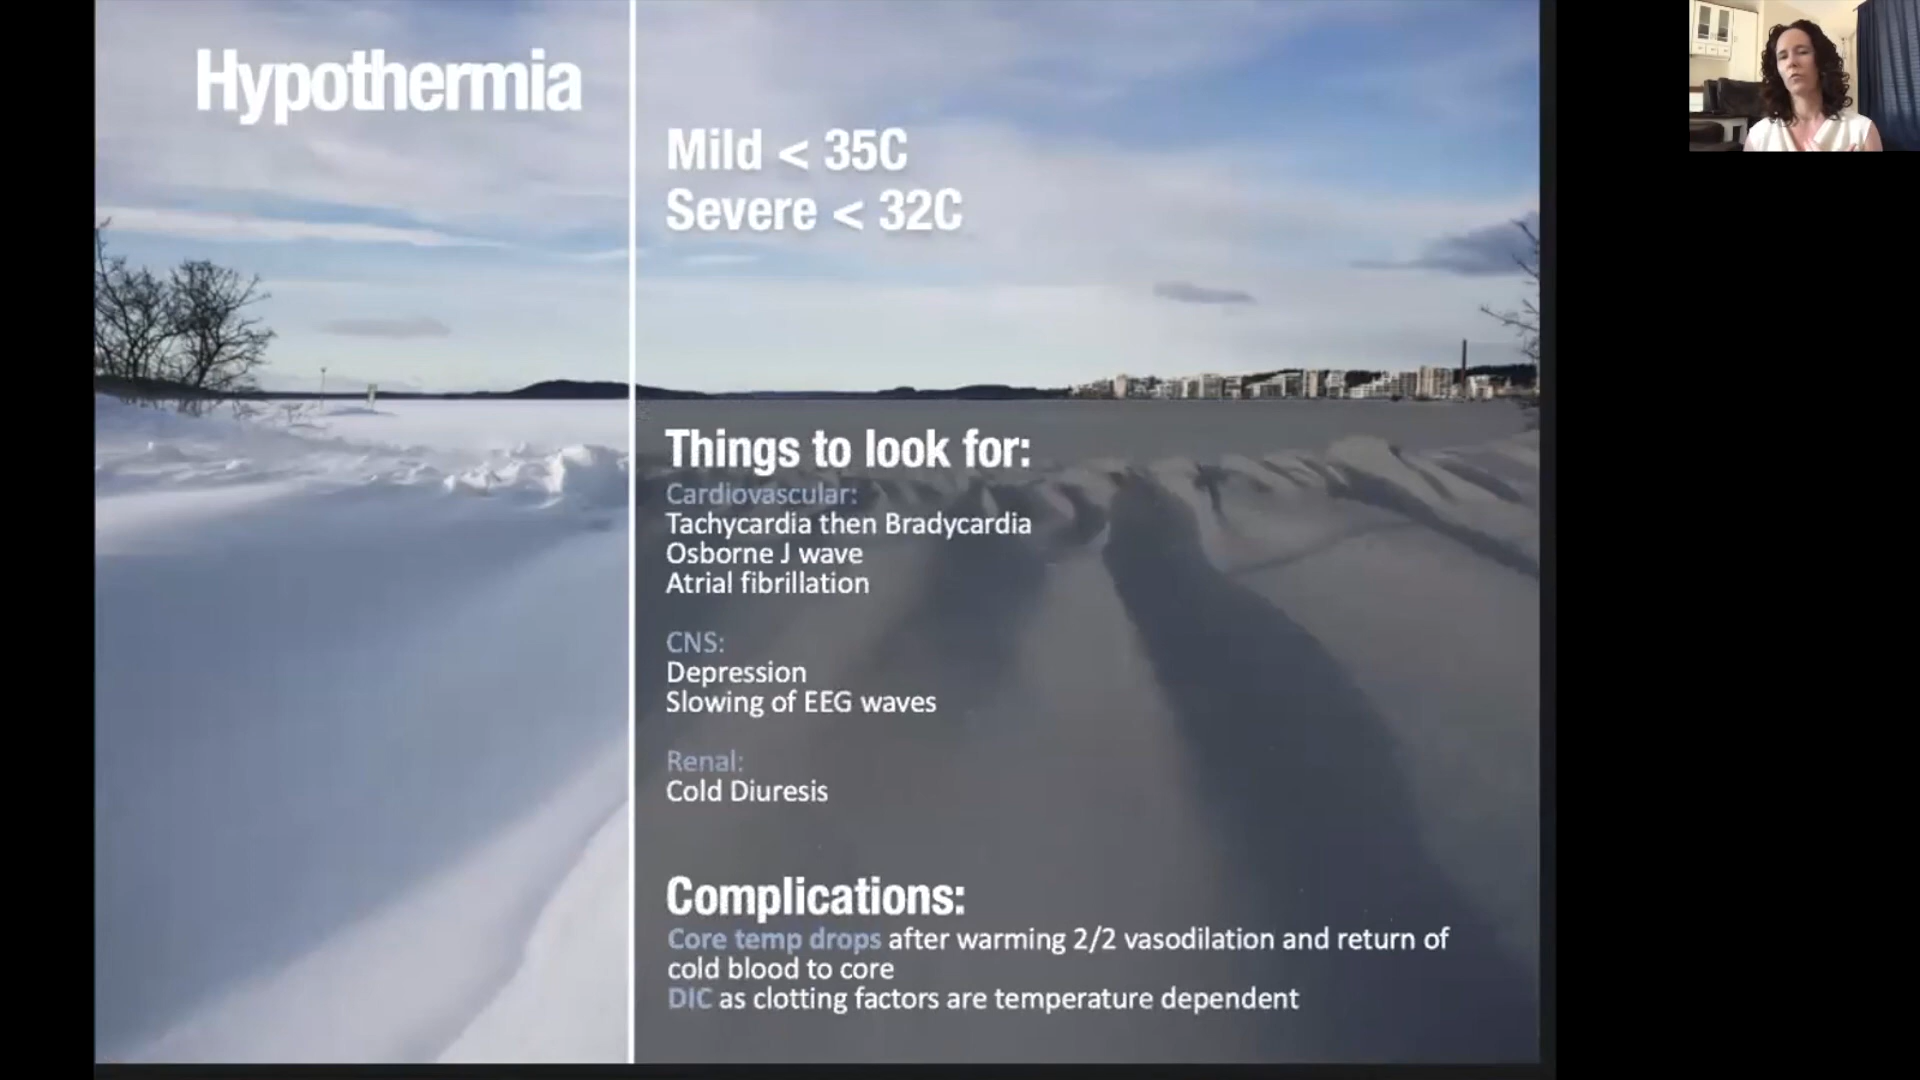 Hypothermia
Mild < 35C
Severe < 32C
Things to look for:
Cardiovascular:
Tachycardia then Bradycardia
Osborne J wave
Atrial fibrillation
CNS:
Depression
Slowing of EEG waves
Renal:
Cold Diuresis
Complications:
Core temp drops after warming 2/2 vasodilation and return of
cold blood to core
DIC as clotting factors are temperature dependent